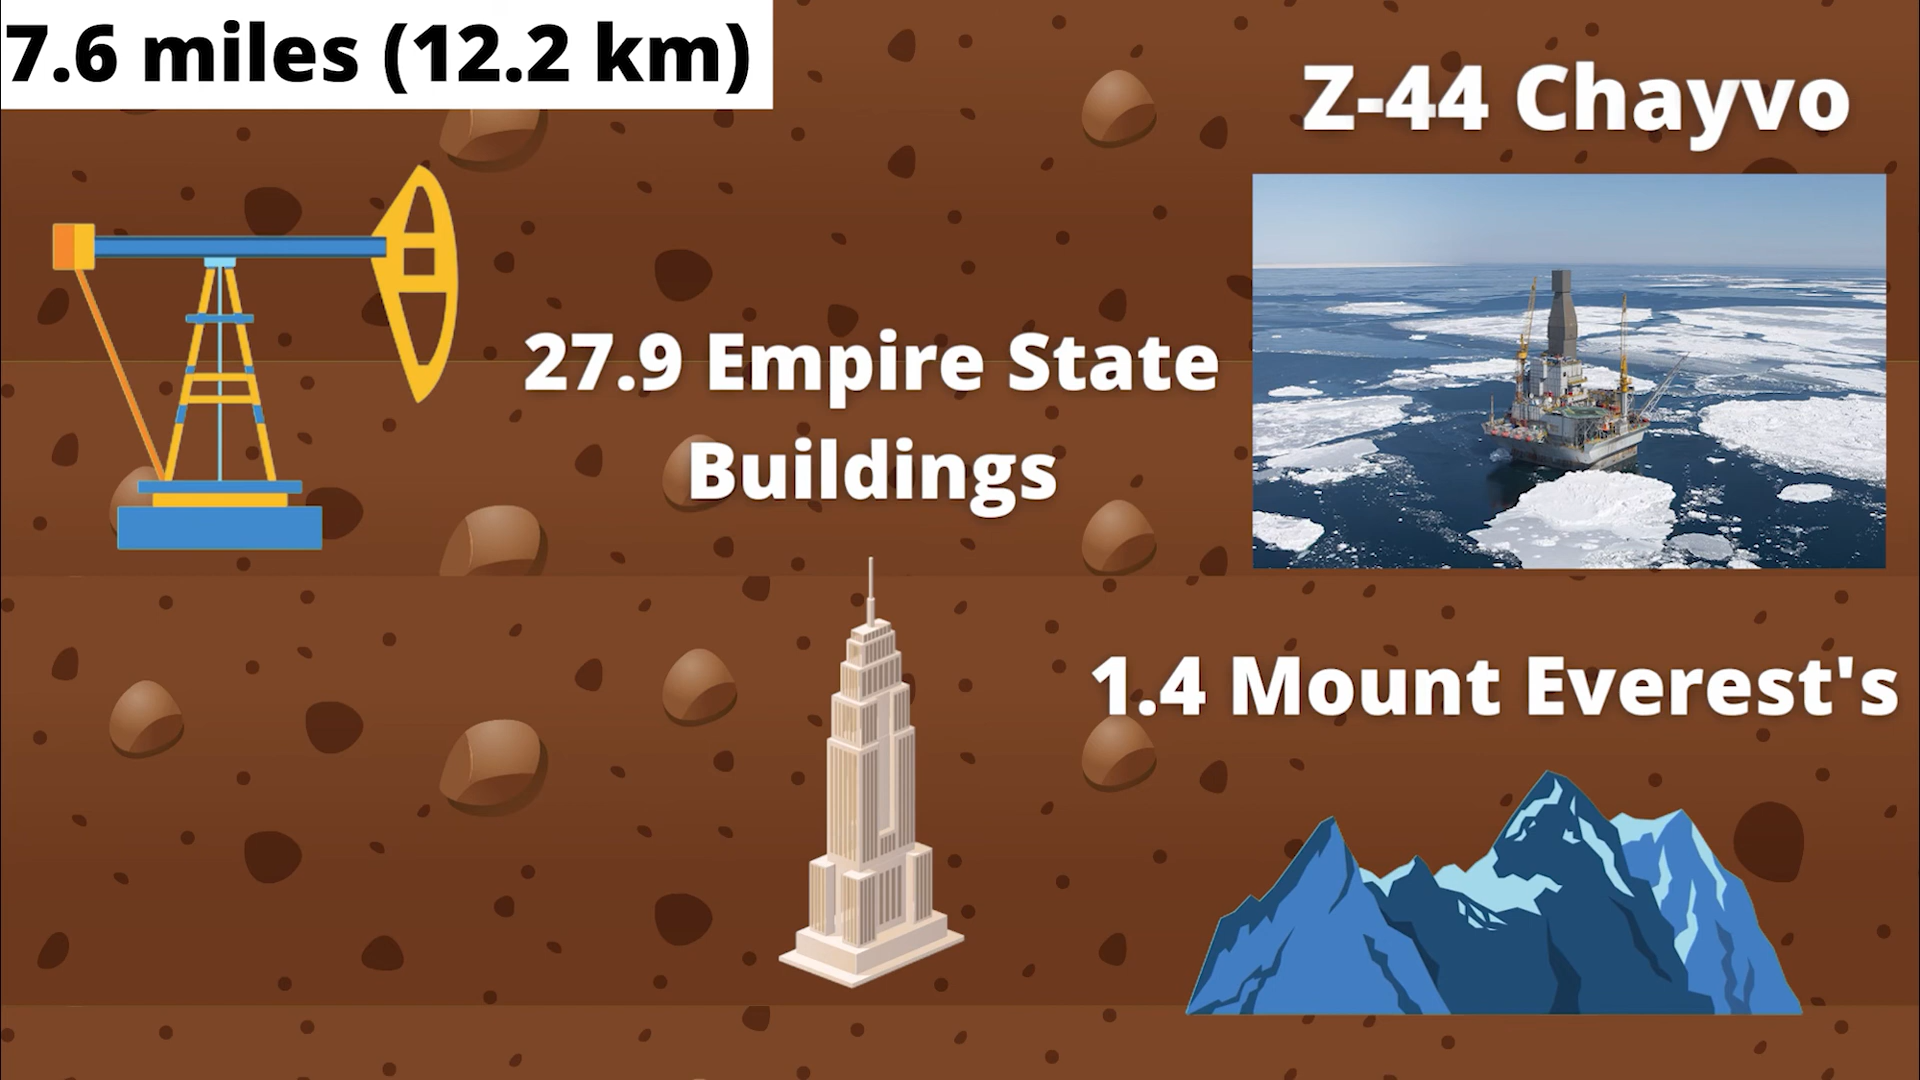 7.6 miles (12.2 km)
Z-44 Chayvo
27.9 Empire State
Buildings
1.4 Mount Everest's